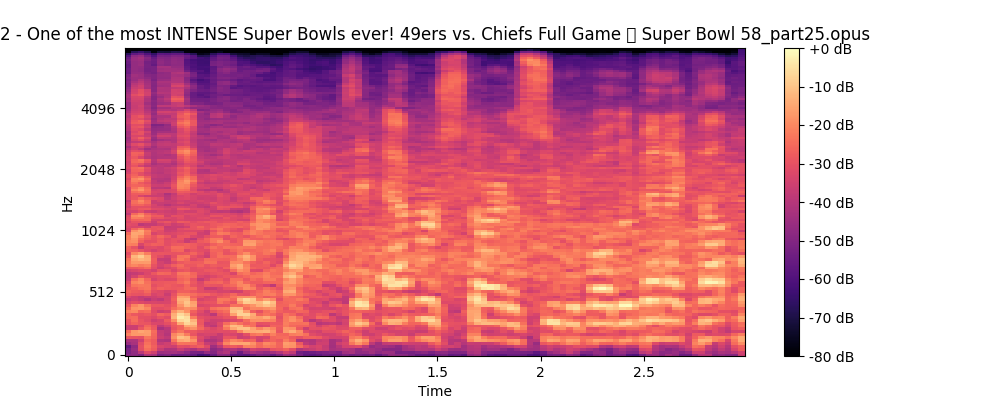 2 - One of the most INTENSE Super Bowls ever! 49ers vs. Chiefs Full Game ▯ Super Bowl 58_part25.opus
+0 dB
-10 dB
-20 dB
-30 dB
-40 dB
-50 dB
-60 dB
-70 dB
-80 dB
Hz
4096
2048
1024
512
0
0 0.5 1 1.5 2 2.5
Time